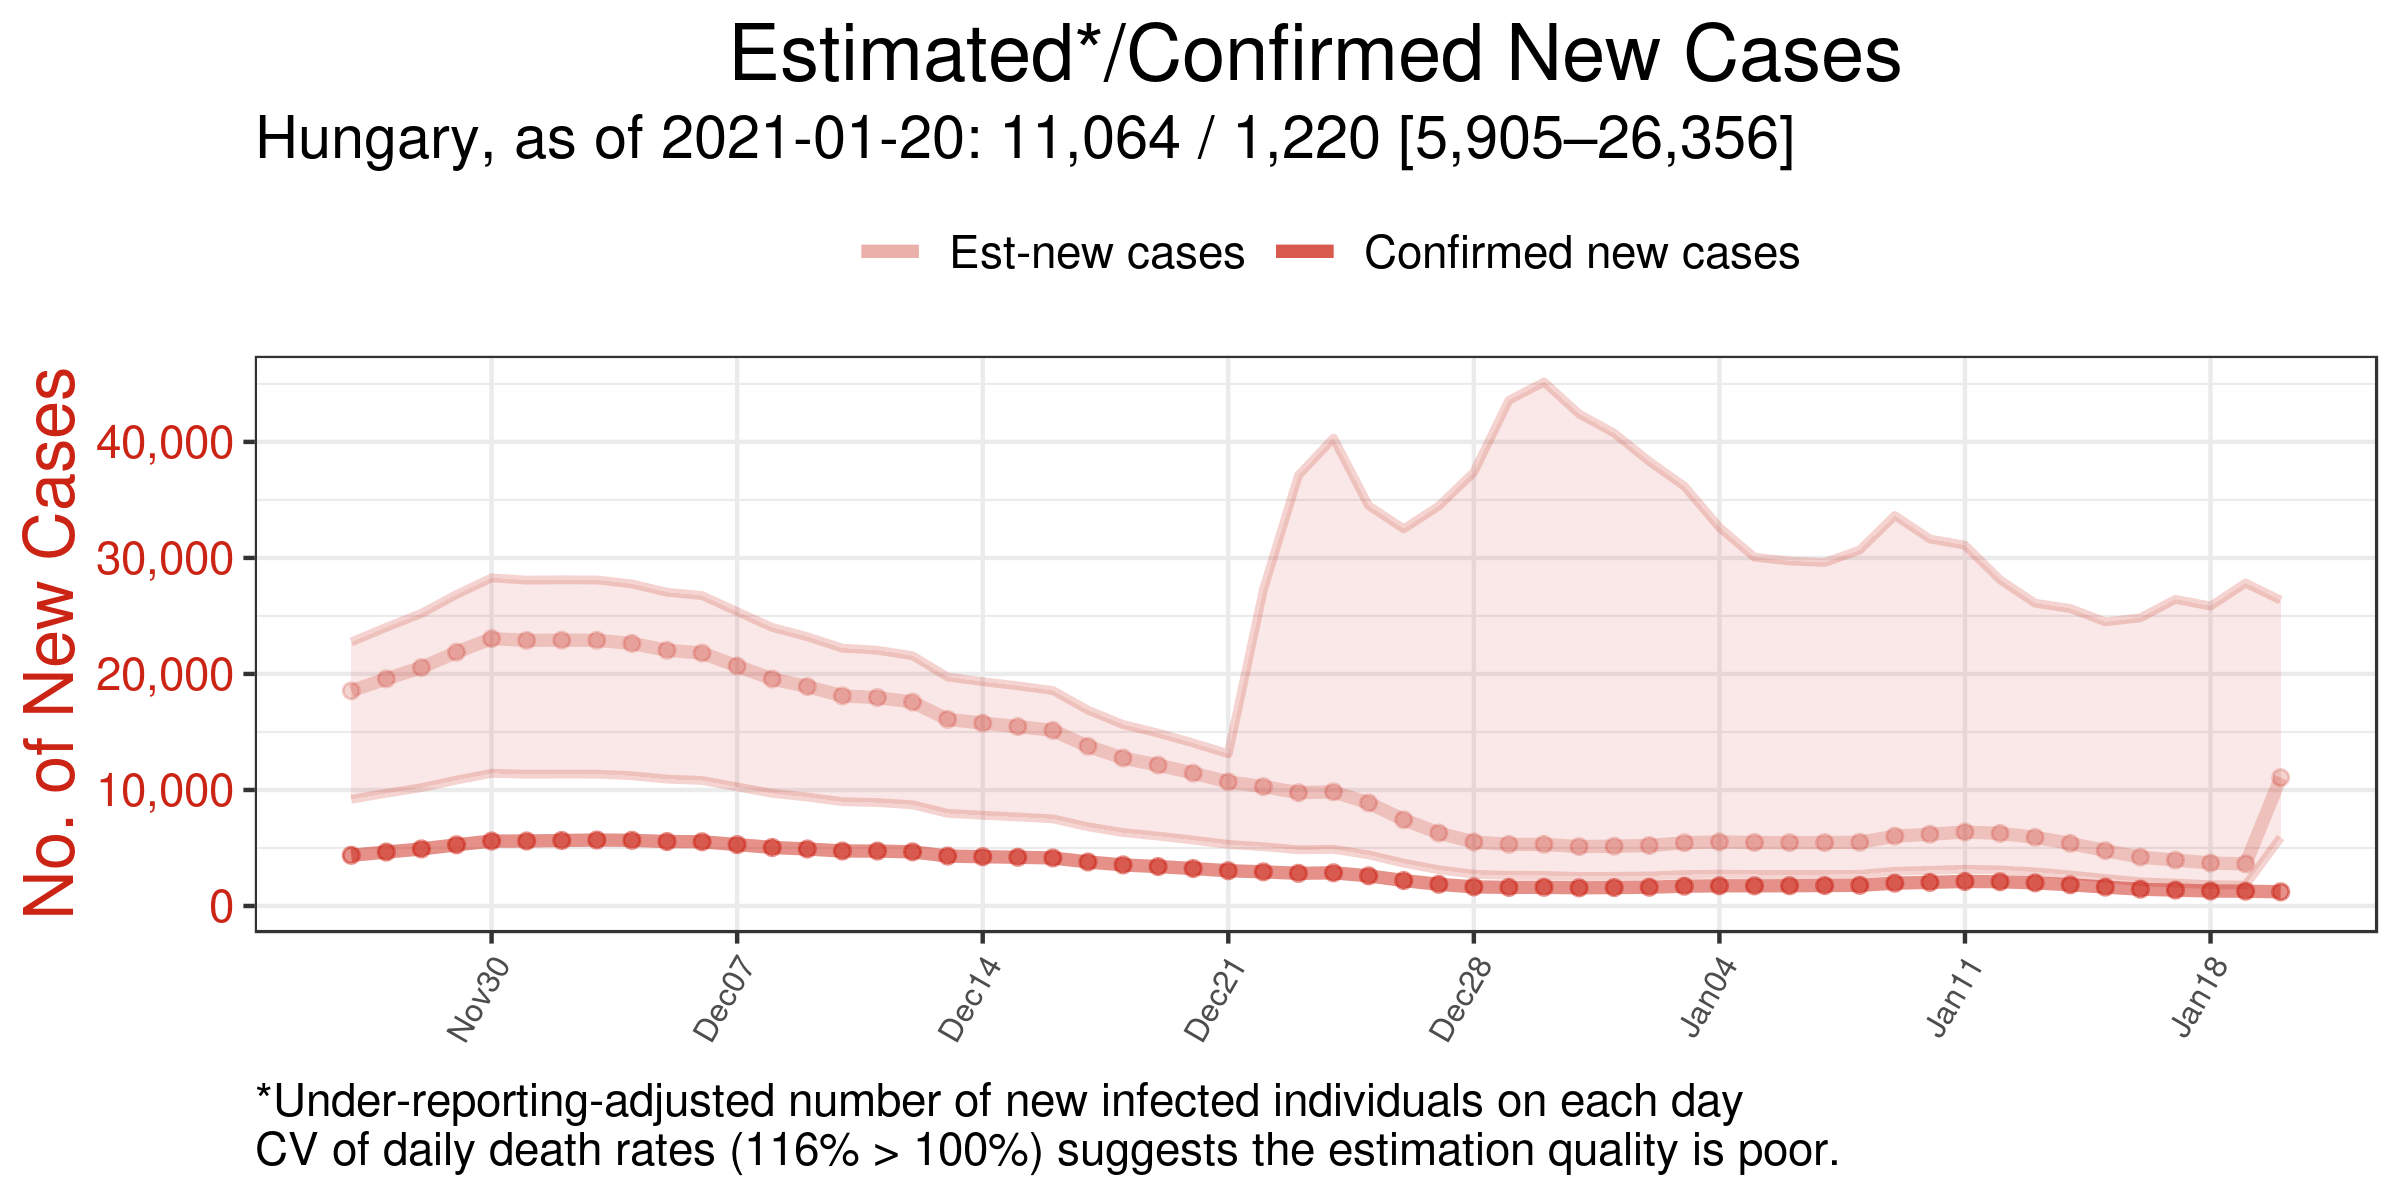 Estimated*/Confirmed New Cases
Hungary, as of 2021-01-20: 11,064 / 1,220 [5,905–26,356]
Est-new cases Confirmed new cases
No. of New Cases
40,000
30,000
20,000
10,000
0
Nov30 Dec07 Dec14 Dec21 Dec28 Jan04 Jan11 Jan18
*Under-reporting-adjusted number of new infected individuals on each day
CV of daily death rates (116% > 100%) suggests the estimation quality is poor.